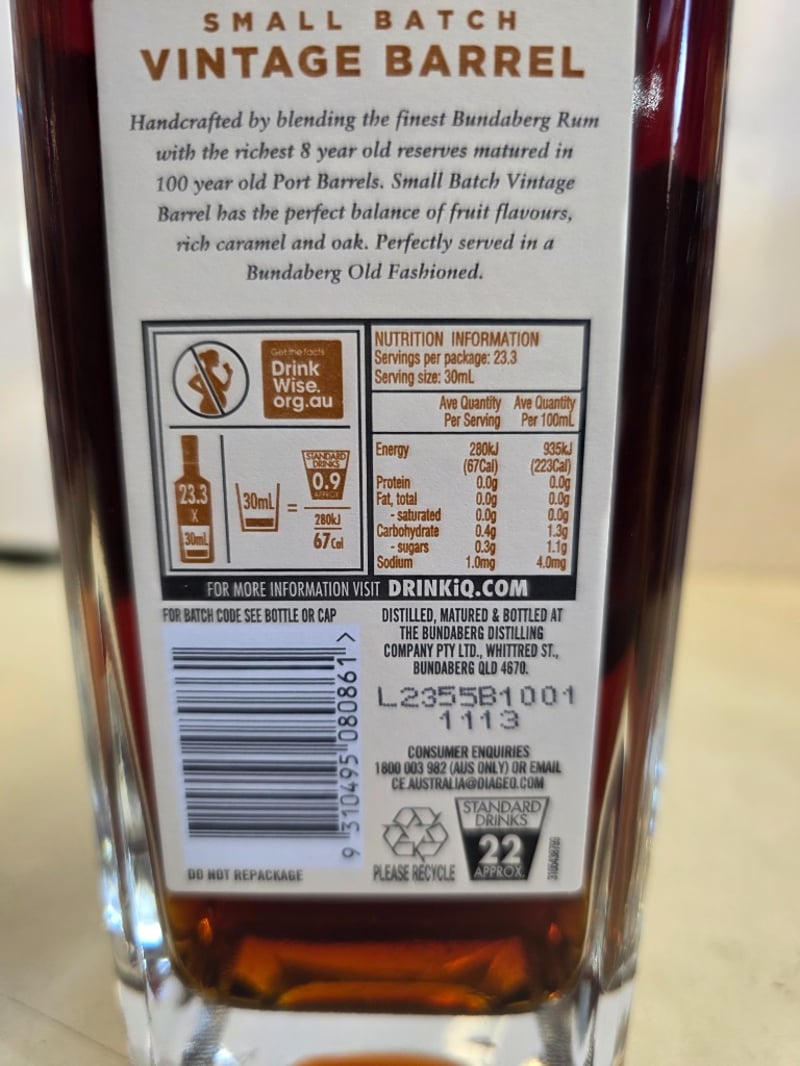 SMALL BATCH
VINTAGE BARREL
Handcrafted by blending the finest Bundaberg Rum
with the richest 8 year old reserves matured in
100 year old Port Barrels. Small Batch Vintage
Barrel has the perfect balance of fruit flavours,
rich caramel and oak. Perfectly served in a
Bundaberg Old Fashioned.
Get the facts
Drink
Wise.
org.au
23.3
X
30mL
30mL
=
STANDARD
DRINKS
0.9
APPROX
280kJ
67Cal
NUTRITION INFORMATION
Servings per package: 23.3
Serving size: 30mL
Ave Quantity Ave Quantity
Per Serving Per 100mL
Energy 280kJ 935kJ
(67Cal) (223Cal)
Protein 0.0g 0.0g
Fat, total 0.0g 0.0g
- saturated 0.0g 0.0g
Carbohydrate 0.4g 1.3g
- sugars 0.3g 1.1g
Sodium 1.0mg 4.0mg
FOR MORE INFORMATION VISIT DRINKiQ.COM
FOR BATCH CODE SEE BOTTLE OR CAP
9 310495 080861 >
DO NOT REPACKAGE
DISTILLED, MATURED & BOTTLED AT
THE BUNDABERG DISTILLING
COMPANY PTY LTD., WHITTRED ST.,
BUNDABERG QLD 4670.
L2355B1001
1113
CONSUMER ENQUIRIES
1800 003 982 (AUS ONLY) OR EMAIL
CE.AUSTRALIA@DIAGEO.COM
PLEASE RECYCLE
STANDARD
DRINKS
22
APPROX.